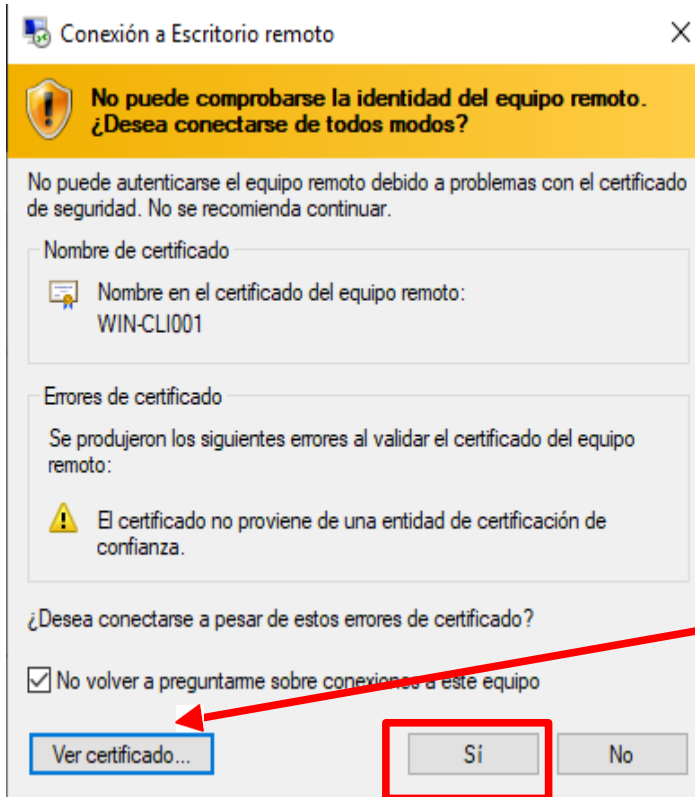 Conexión a Escritorio remoto
No puede comprobarse la identidad del equipo remoto.
¿Desea conectarse de todos modos?
No puede autenticarse el equipo remoto debido a problemas con el certificado
de seguridad. No se recomienda continuar.
Nombre de certificado
Nombre en el certificado del equipo remoto:
WIN-CLI001
Errores de certificado
Se produjeron los siguientes errores al validar el certificado del equipo
remoto:
El certificado no proviene de una entidad de certificación de
confianza.
¿Desea conectarse a pesar de estos errores de certificado?
No volver a preguntarme sobre conexiones a este equipo
Ver certificado...
Sí
No